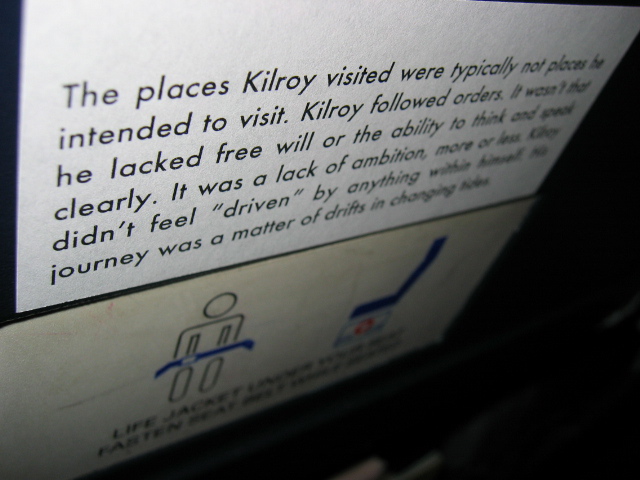 The places Kilroy visited were typically not places he
intended to visit. Kilroy followed orders. It wasn't that
he lacked free will or the ability to think and speak
clearly. It was a lack of ambition, more or less. Kilroy
didn't feel "driven" by anything within himself. His
journey was a matter of drifts in changing tides.
LIFE JACKET UNDER YOUR SEAT
FASTEN SEAT BELT WHILE SEATED